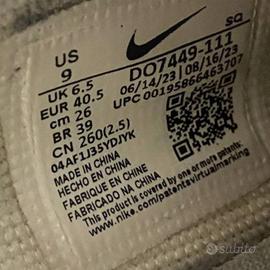 US
9
UK 6.5
EUR 40.5
cm 26
BR 39
CN 260(2.5)
04AF1J35YDJYK
sq
DO7449-111
06/14/23 | 08/16/23
UPC 00195866463707
MADE IN CHINA
HECHO EN CHINA
FABRIQUE EN CHINE
FABRICADO NA CHINA
This product is covered by one or more patents.
www.nike.com/patentsvirtualmarking
subito